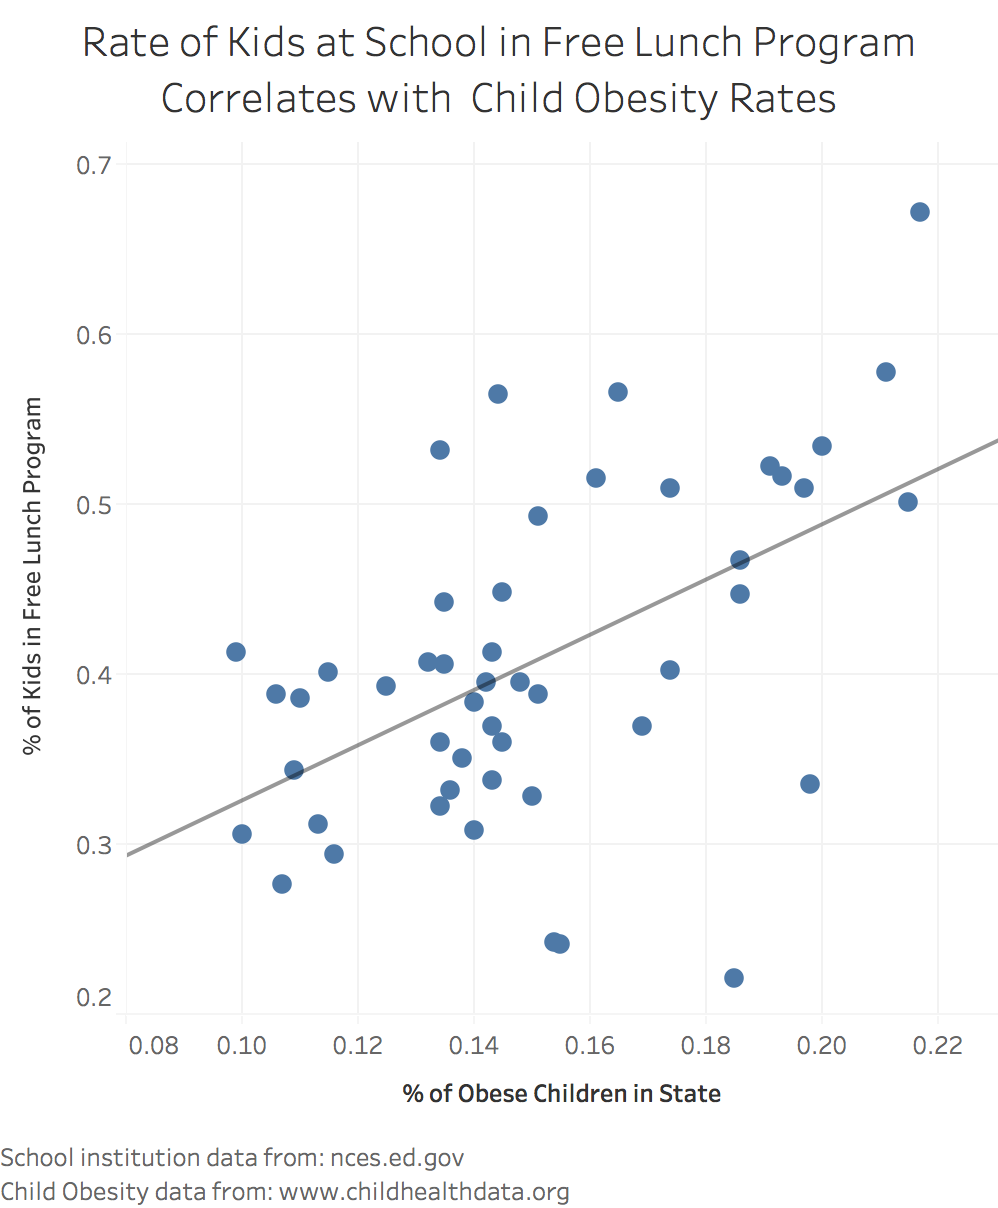 Rate of Kids at School in Free Lunch Program
Correlates with Child Obesity Rates
% of Kids in Free Lunch Program
0.7
0.6
0.5
0.4
0.3
0.2
0.08 0.10 0.12 0.14 0.16 0.18 0.20 0.22
% of Obese Children in State
School institution data from: nces.ed.gov
Child Obesity data from: www.childhealthdata.org